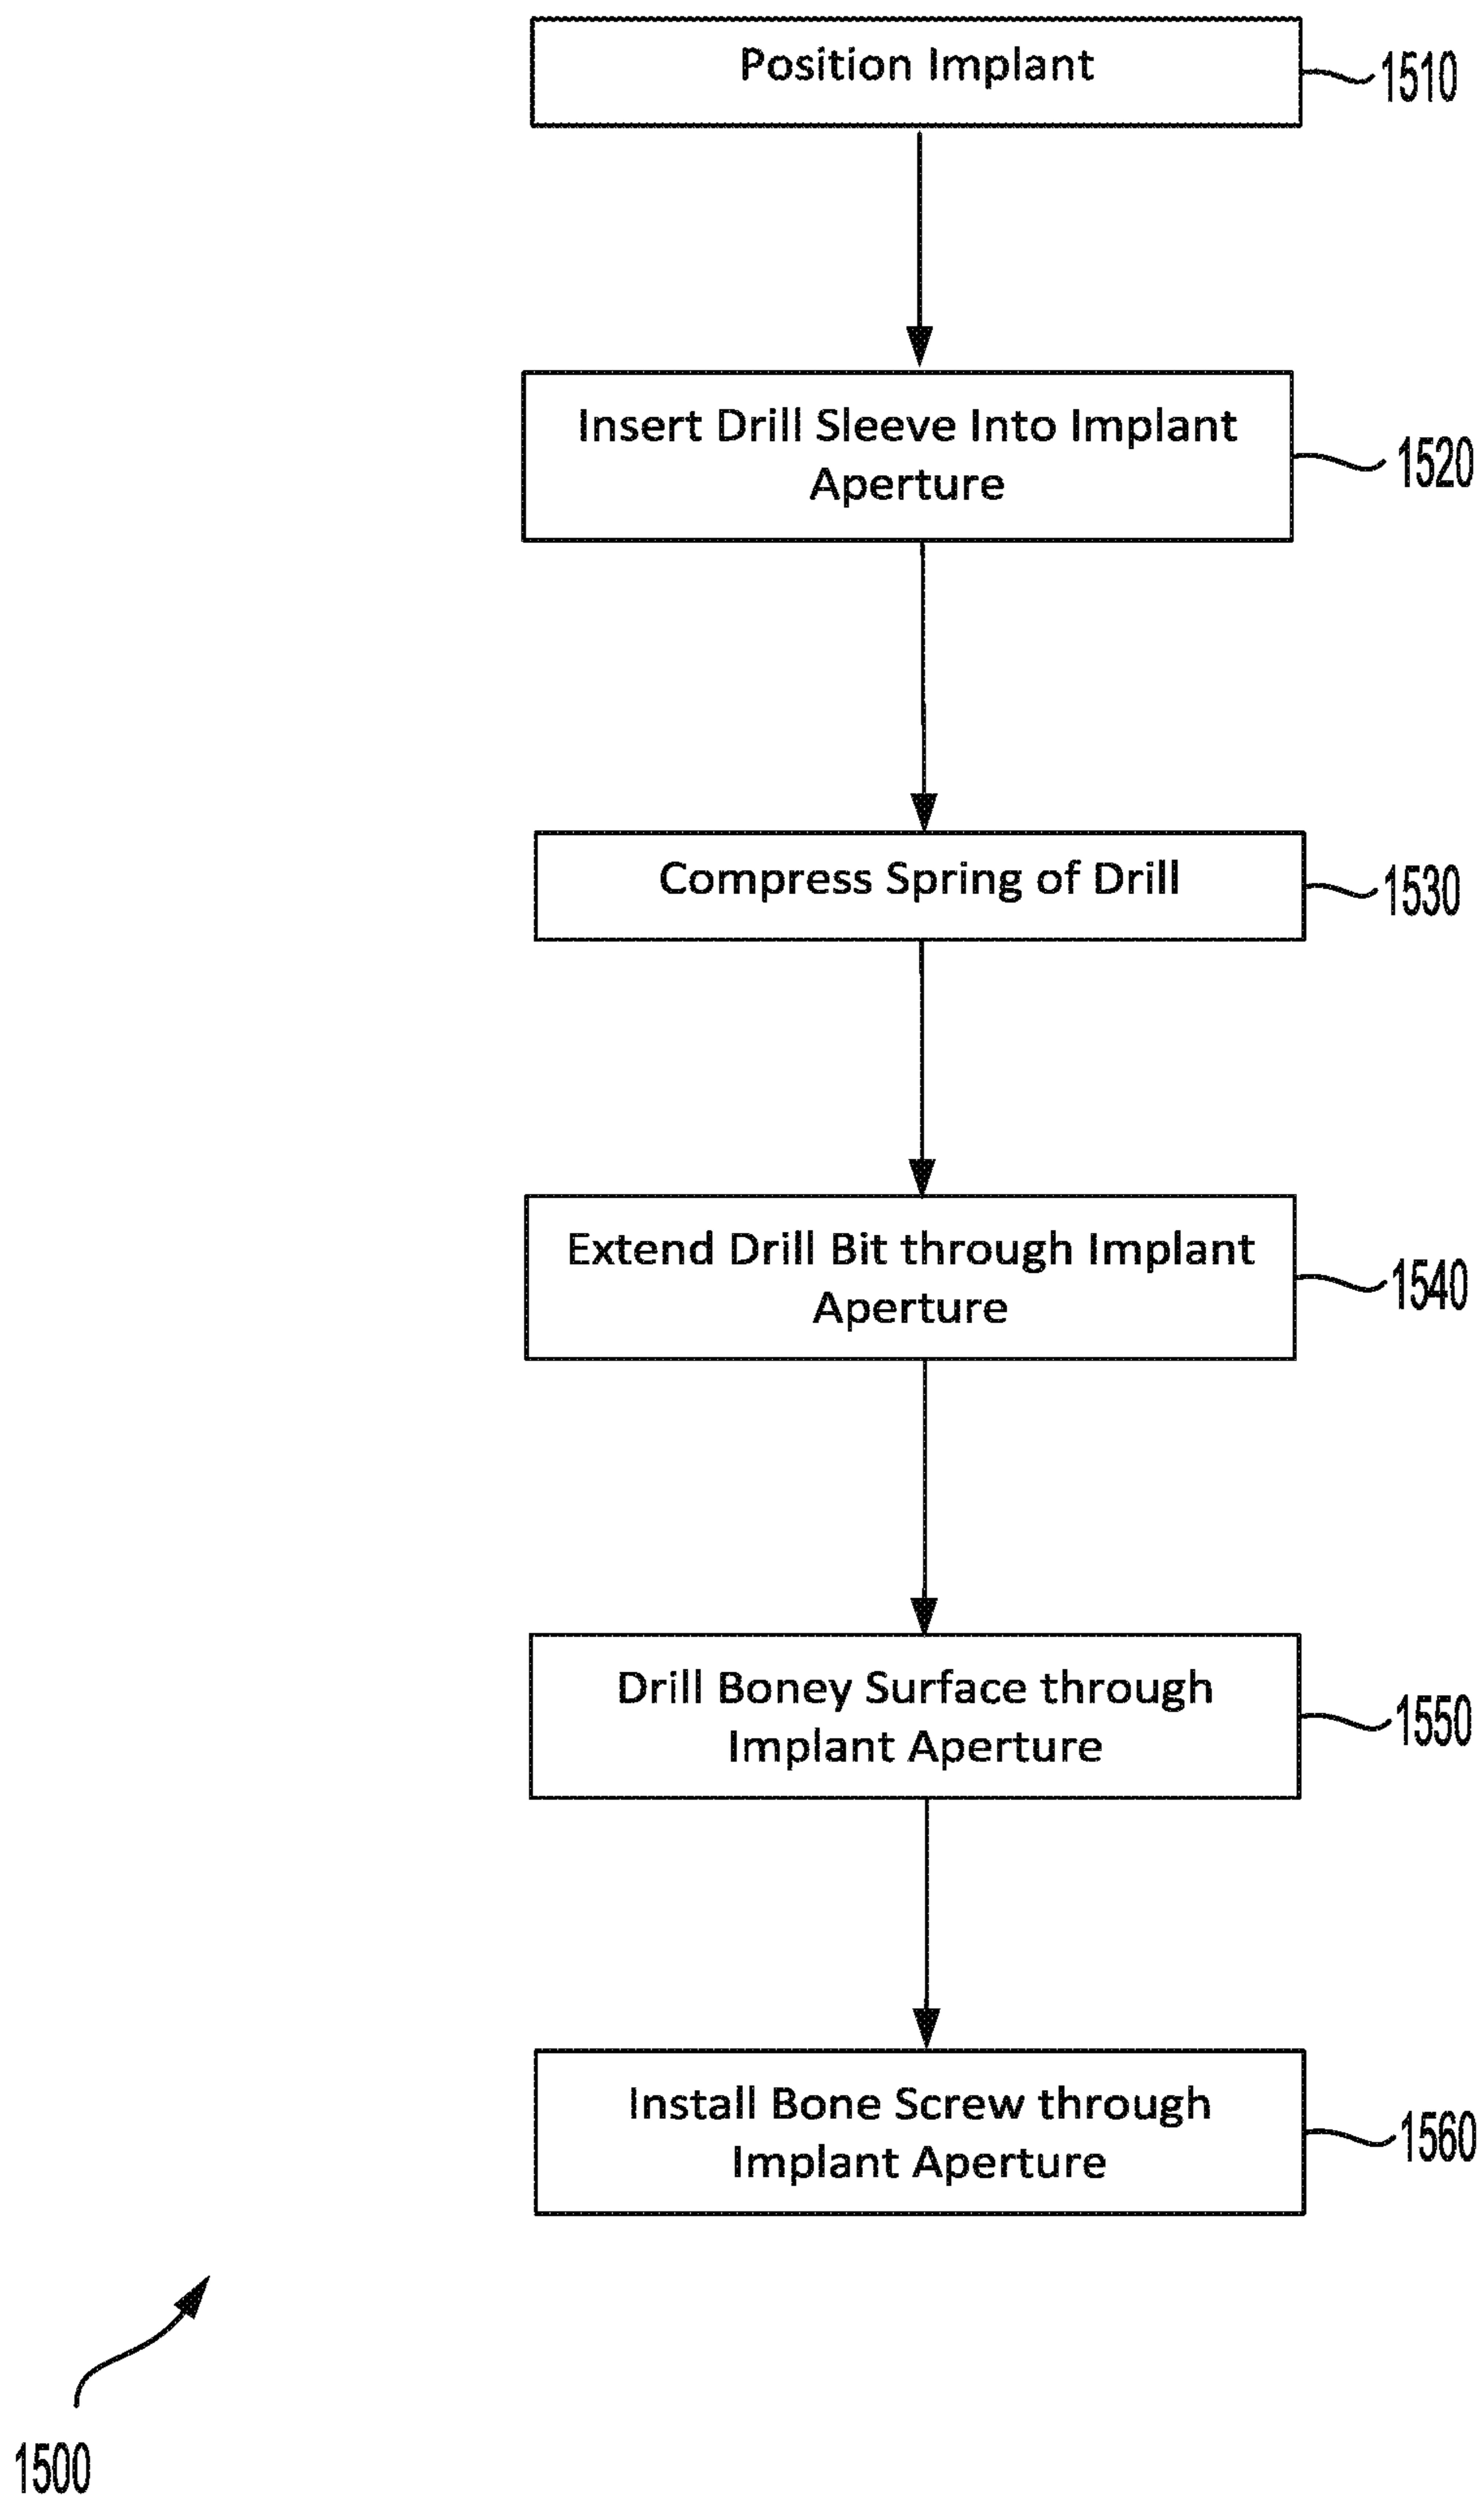 Position Implant
1510
Insert Drill Sleeve Into Implant
Aperture
1520
Compress Spring of Drill
1530
Extend Drill Bit through Implant
Aperture
1540
Drill Boney Surface through
Implant Aperture
1550
Install Bone Screw through
Implant Aperture
1560
1500